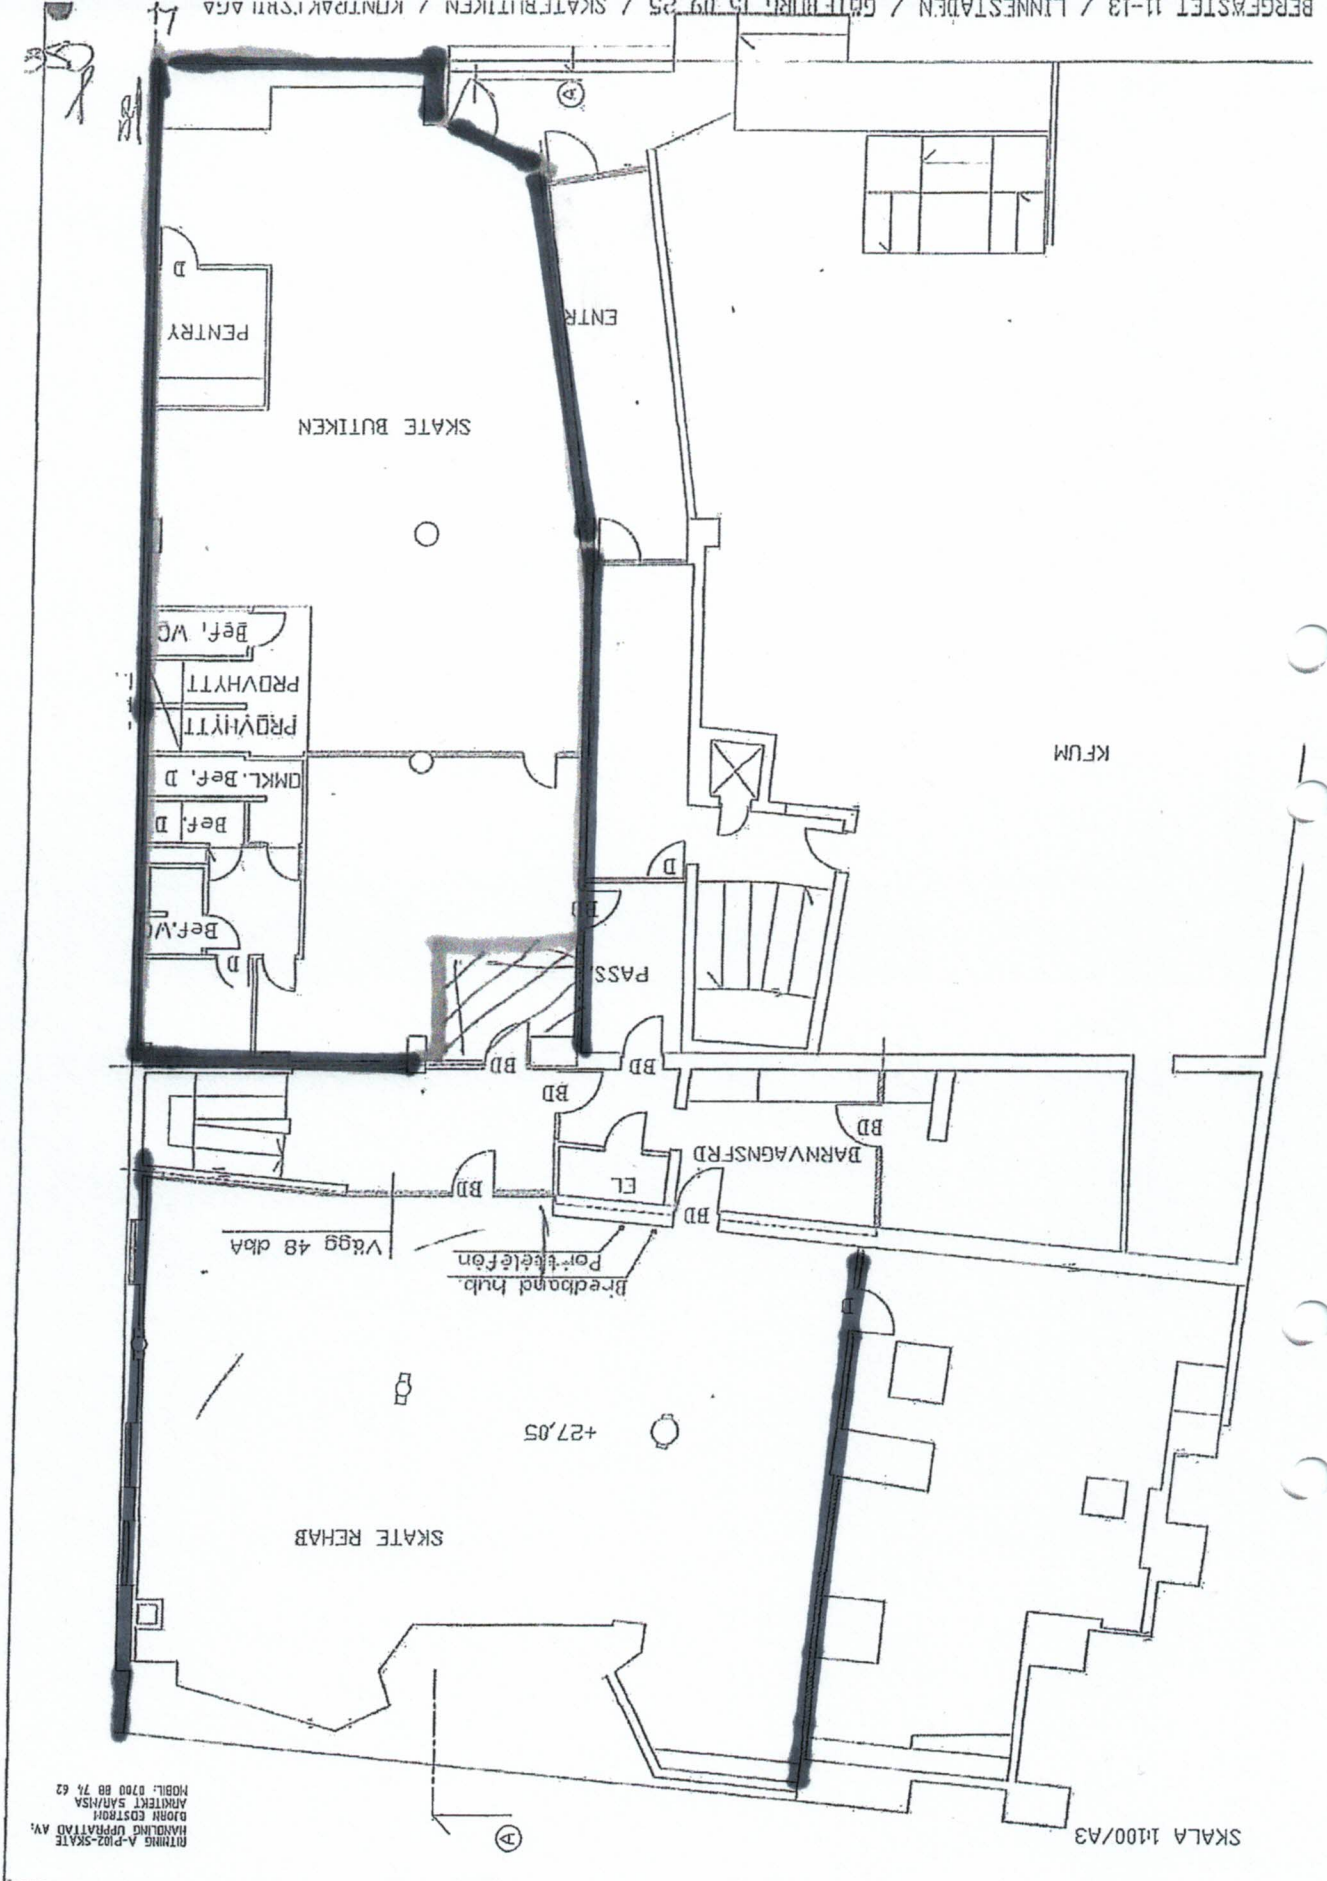 SKALA 1:100/A3
RITNING A-P102-SKATE
HANDLING UPPRÄTTAD AV:
BJÖRN EDSTRÖM
ARKITEKT SAR/MSA
MOBIL: 0700 88 74 62
A
SKATE REHAB
+27,05
D
Bredband hub.
Porttelefon
Vägg 48 dbA
BD
BD
EL
BARNVAGNSFRD
BD
BD
BD
BD
PASS.
BD
D
Bef.WC
D
Bef.
D
OMKL. Bef. D
KFUM
PROVHYTT
PROVHYTT
Bef. WC
SKATE BUTIKEN
PENTRY
ENTR
D
A
BERGFÄSTET 11-13 / LINNESTADEN / GÖTEBORG 15 09 25 / SKATEBUTIKEN / KONTRAKTSBILAGA